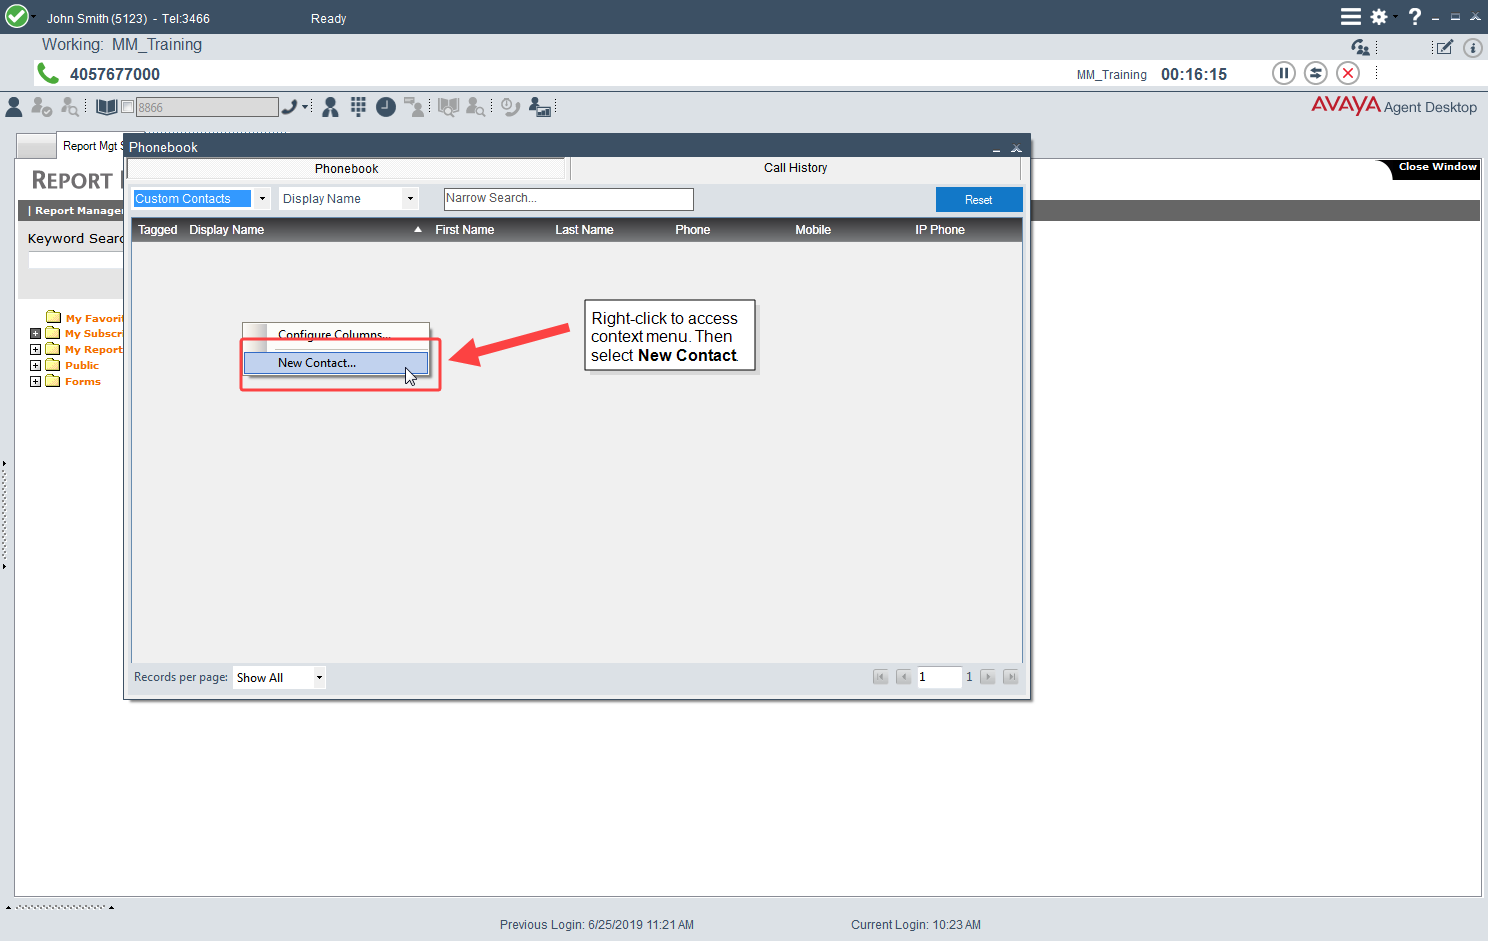 John Smith (5123) - Tel:3466
Ready
Working: MM_Training
4057677000
MM_Training 00:16:15
8866
AVAYA Agent Desktop
Report Mgt
Phonebook
Phonebook
Call History
Close Window
REPORT
Custom Contacts
Display Name
Narrow Search...
Reset
| Report Manager
Tagged Display Name First Name Last Name Phone Mobile IP Phone
Keyword Searc
My Favorit
My Subscri
My Report
Public
Forms
Configure Columns...
New Contact...
Right-click to access
context menu. Then
select New Contact.
Records per page: Show All
1 1
Previous Login: 6/25/2019 11:21 AM
Current Login: 10:23 AM